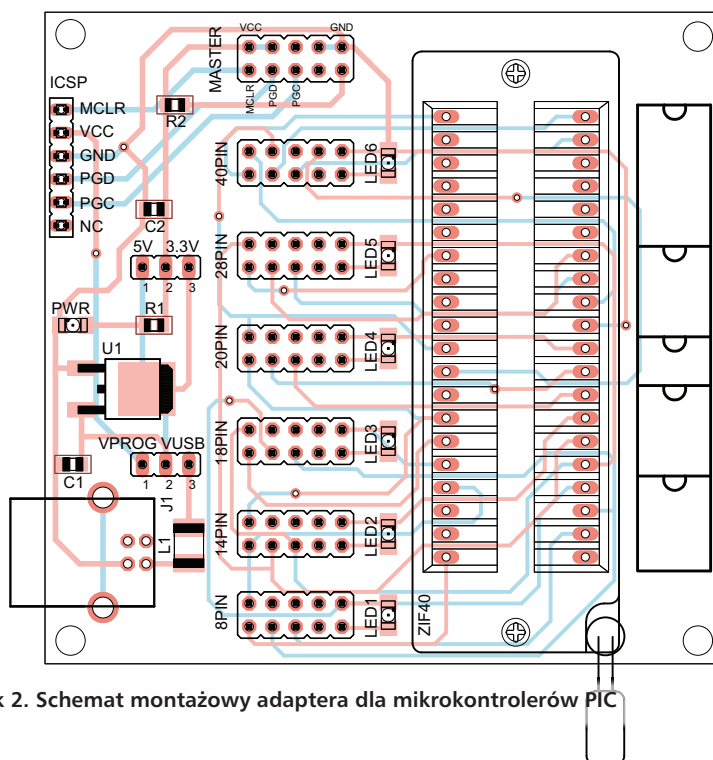 VCC GND
MASTER
MCLR PGD PGC
ICSP
MCLR
VCC
GND
PGD
PGC
NC
R2
C2
5V 3.3V
1 2 3
PWR R1
U1
VPROG VUSB
1 2 3
C1
J1
L1
40PIN LED6
28PIN LED5
20PIN LED4
18PIN LED3
14PIN LED2
8PIN LED1
ZIF40
k 2. Schemat montażowy adaptera dla mikrokontrolerów PIC